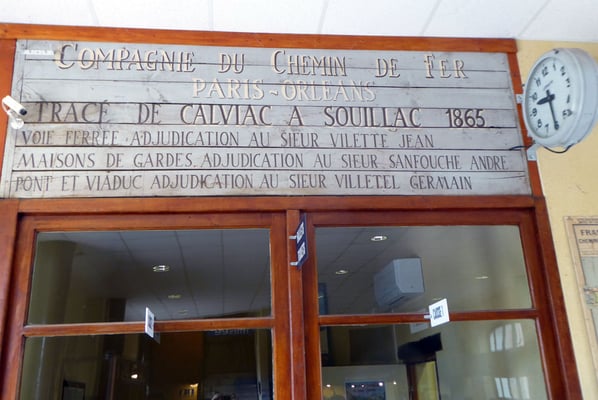 COMPAGNIE DU CHEMIN DE FER
PARIS-ORLEANS
TRACÉ DE CALVIAC A SOUILLAC 1865
VOIE FERRÉE ADJUDICATION AU SIEUR VILETTE JEAN
MAISONS DE GARDES ADJUDICATION AU SIEUR SANFOUCHE ANDRE
PONT ET VIADUC ADJUDICATION AU SIEUR VILLETEL GERMAIN